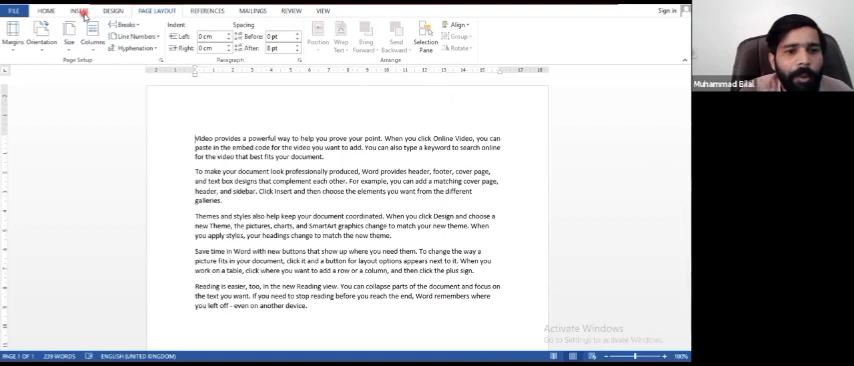 FILE HOME INSERT DESIGN PAGE LAYOUT REFERENCES MAILINGS REVIEW VIEW Sign in
Margins Orientation Size Columns
Breaks
Line Numbers
Hyphenation
Page Setup
Indent
Left: 0 cm
Right: 0 cm
Spacing
Before: 0 pt
After: 8 pt
Paragraph
Position Wrap Text Bring Forward Send Backward Selection Pane
Align
Group
Rotate
Arrange
Muhammad Bilal
Video provides a powerful way to help you prove your point. When you click Online Video, you can
paste in the embed code for the video you want to add. You can also type a keyword to search online
for the video that best fits your document.
To make your document look professionally produced, Word provides header, footer, cover page,
and text box designs that complement each other. For example, you can add a matching cover page,
header, and sidebar. Click Insert and then choose the elements you want from the different
galleries.
Themes and styles also help keep your document coordinated. When you click Design and choose a
new Theme, the pictures, charts, and SmartArt graphics change to match your new theme. When
you apply styles, your headings change to match the new theme.
Save time in Word with new buttons that show up where you need them. To change the way a
picture fits in your document, click it and a button for layout options appears next to it. When you
work on a table, click where you want to add a row or a column, and then click the plus sign.
Reading is easier, too, in the new Reading view. You can collapse parts of the document and focus on
the text you want. If you need to stop reading before you reach the end, Word remembers where
you left off - even on another device.
Activate Windows
Go to Settings to activate Windows.
PAGE 1 OF 1 239 WORDS ENGLISH (UNITED KINGDOM) 100%